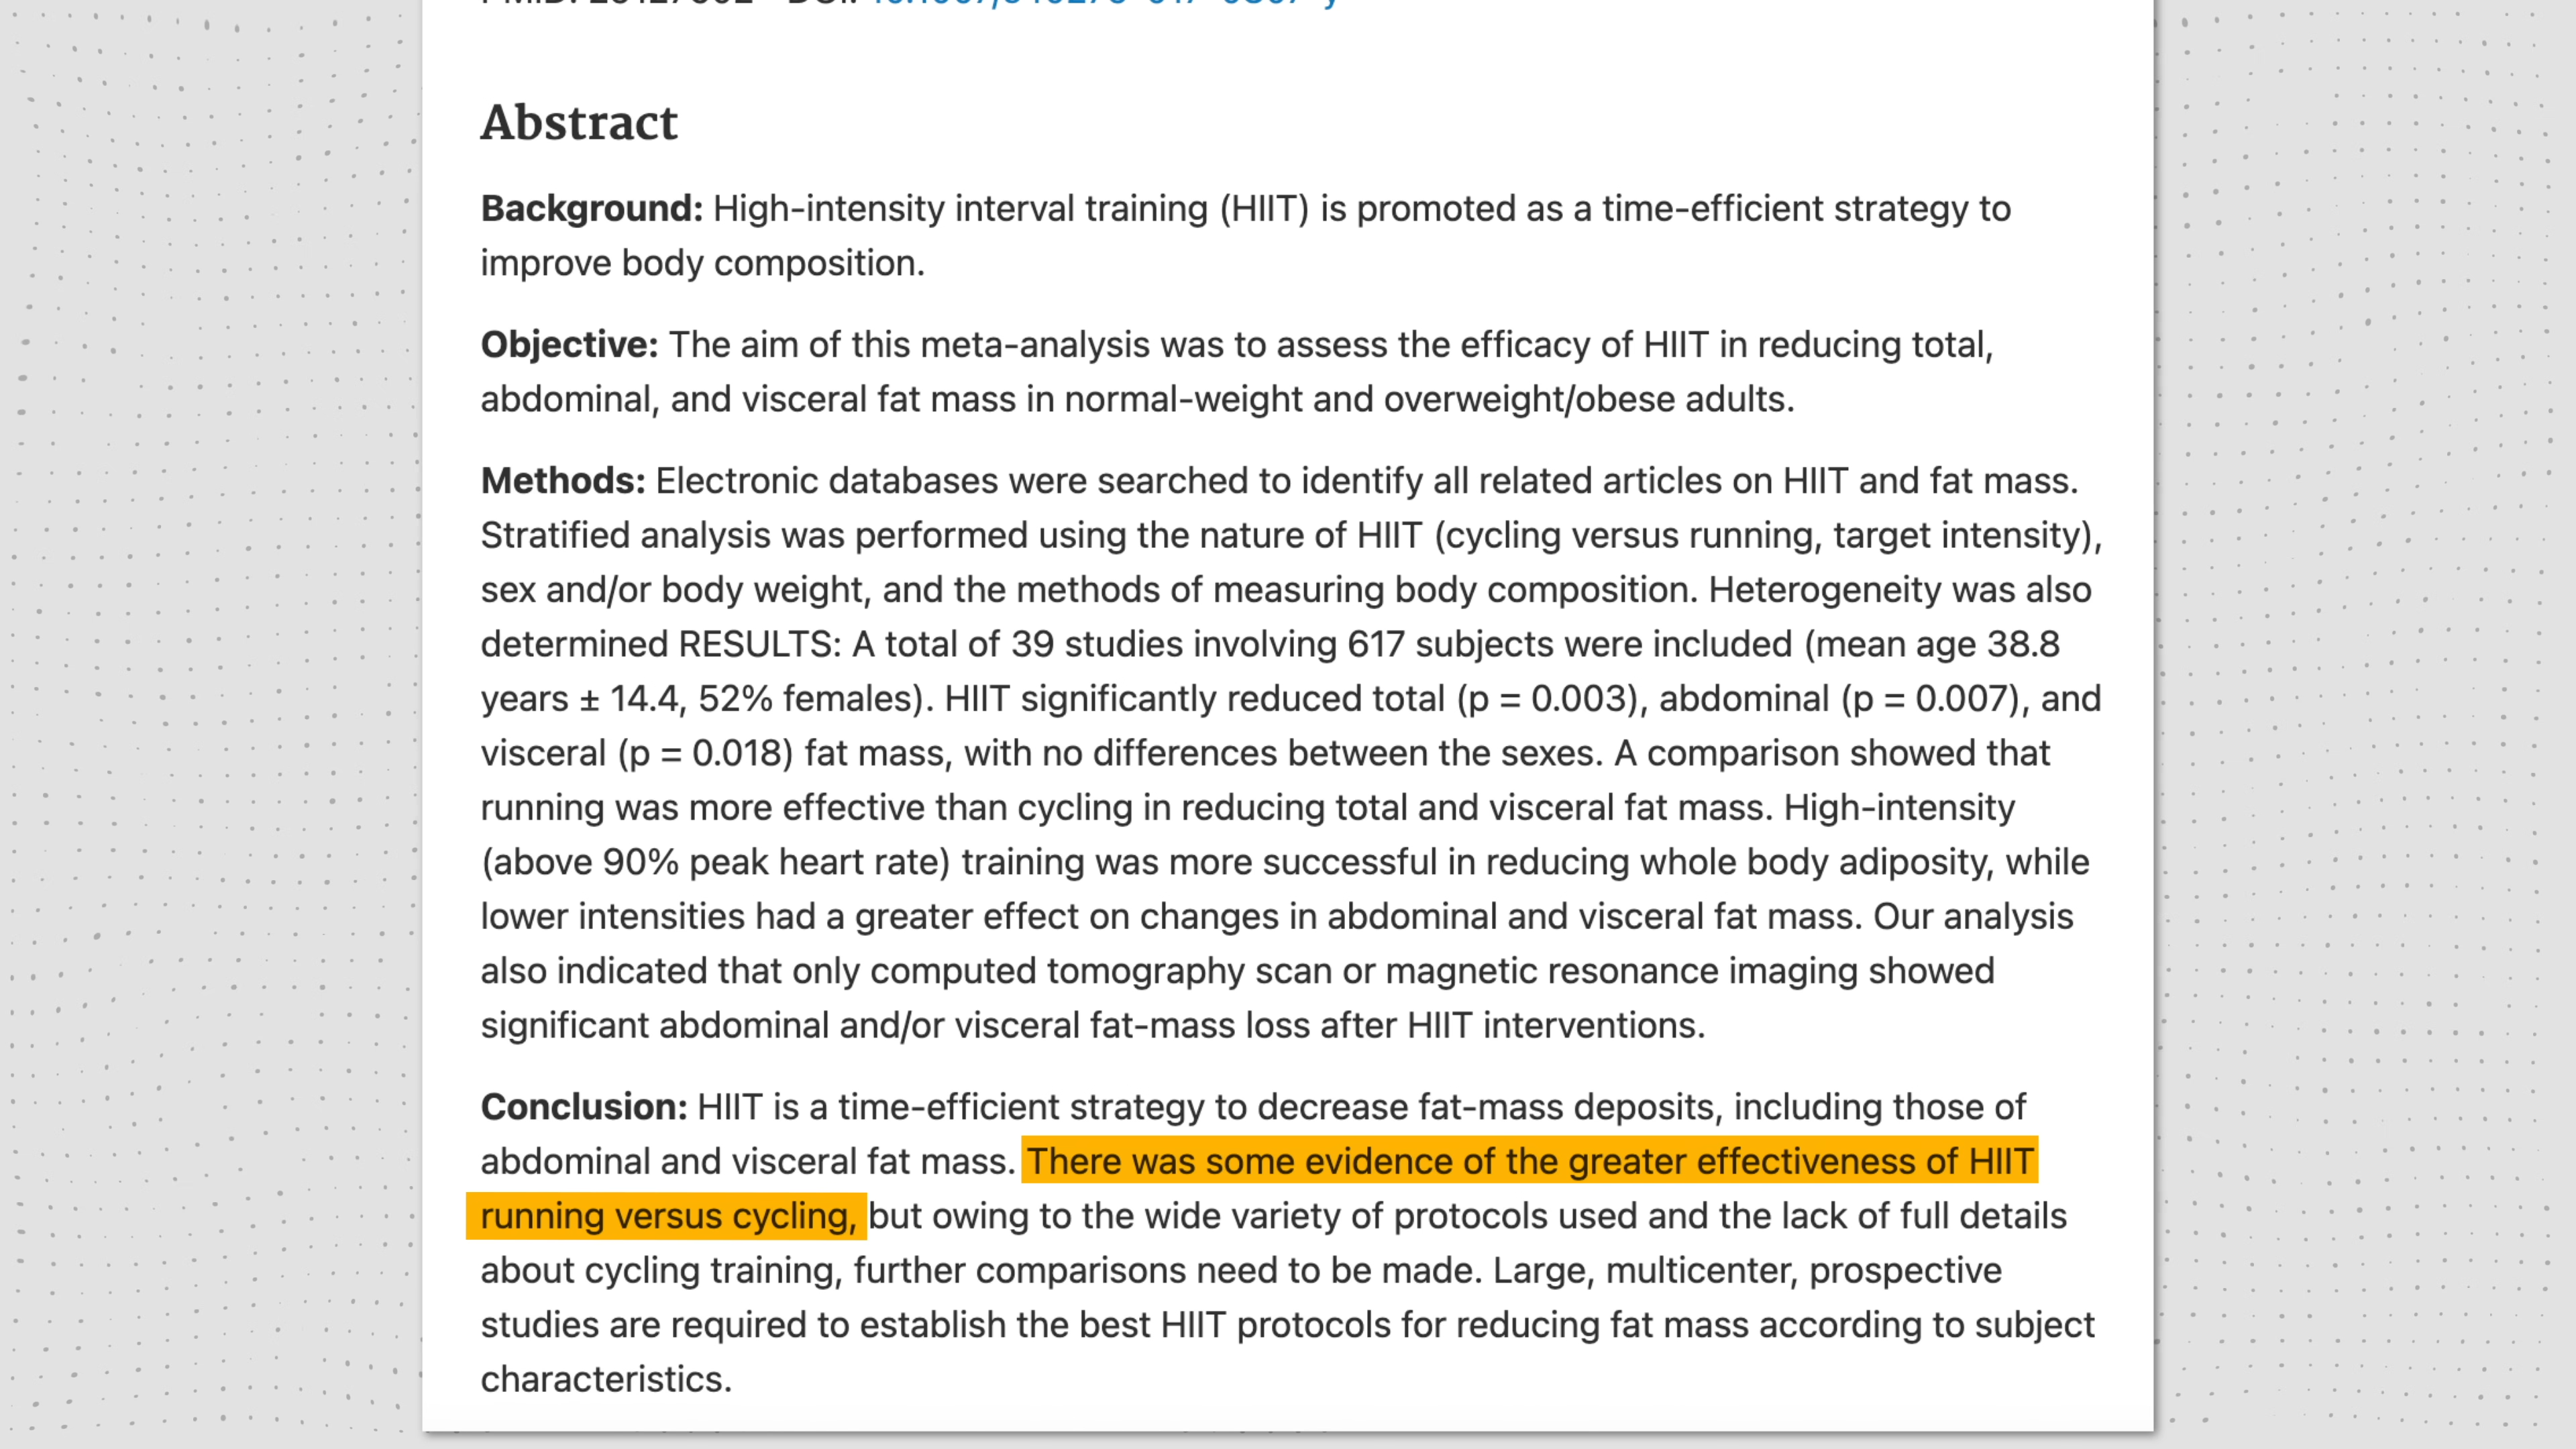 Abstract
Background: High-intensity interval training (HIIT) is promoted as a time-efficient strategy to
improve body composition.
Objective: The aim of this meta-analysis was to assess the efficacy of HIIT in reducing total,
abdominal, and visceral fat mass in normal-weight and overweight/obese adults.
Methods: Electronic databases were searched to identify all related articles on HIIT and fat mass.
Stratified analysis was performed using the nature of HIIT (cycling versus running, target intensity),
sex and/or body weight, and the methods of measuring body composition. Heterogeneity was also
determined RESULTS: A total of 39 studies involving 617 subjects were included (mean age 38.8
years ± 14.4, 52% females). HIIT significantly reduced total (p = 0.003), abdominal (p = 0.007), and
visceral (p = 0.018) fat mass, with no differences between the sexes. A comparison showed that
running was more effective than cycling in reducing total and visceral fat mass. High-intensity
(above 90% peak heart rate) training was more successful in reducing whole body adiposity, while
lower intensities had a greater effect on changes in abdominal and visceral fat mass. Our analysis
also indicated that only computed tomography scan or magnetic resonance imaging showed
significant abdominal and/or visceral fat-mass loss after HIIT interventions.
Conclusion: HIIT is a time-efficient strategy to decrease fat-mass deposits, including those of
abdominal and visceral fat mass. There was some evidence of the greater effectiveness of HIIT
running versus cycling, but owing to the wide variety of protocols used and the lack of full details
about cycling training, further comparisons need to be made. Large, multicenter, prospective
studies are required to establish the best HIIT protocols for reducing fat mass according to subject
characteristics.